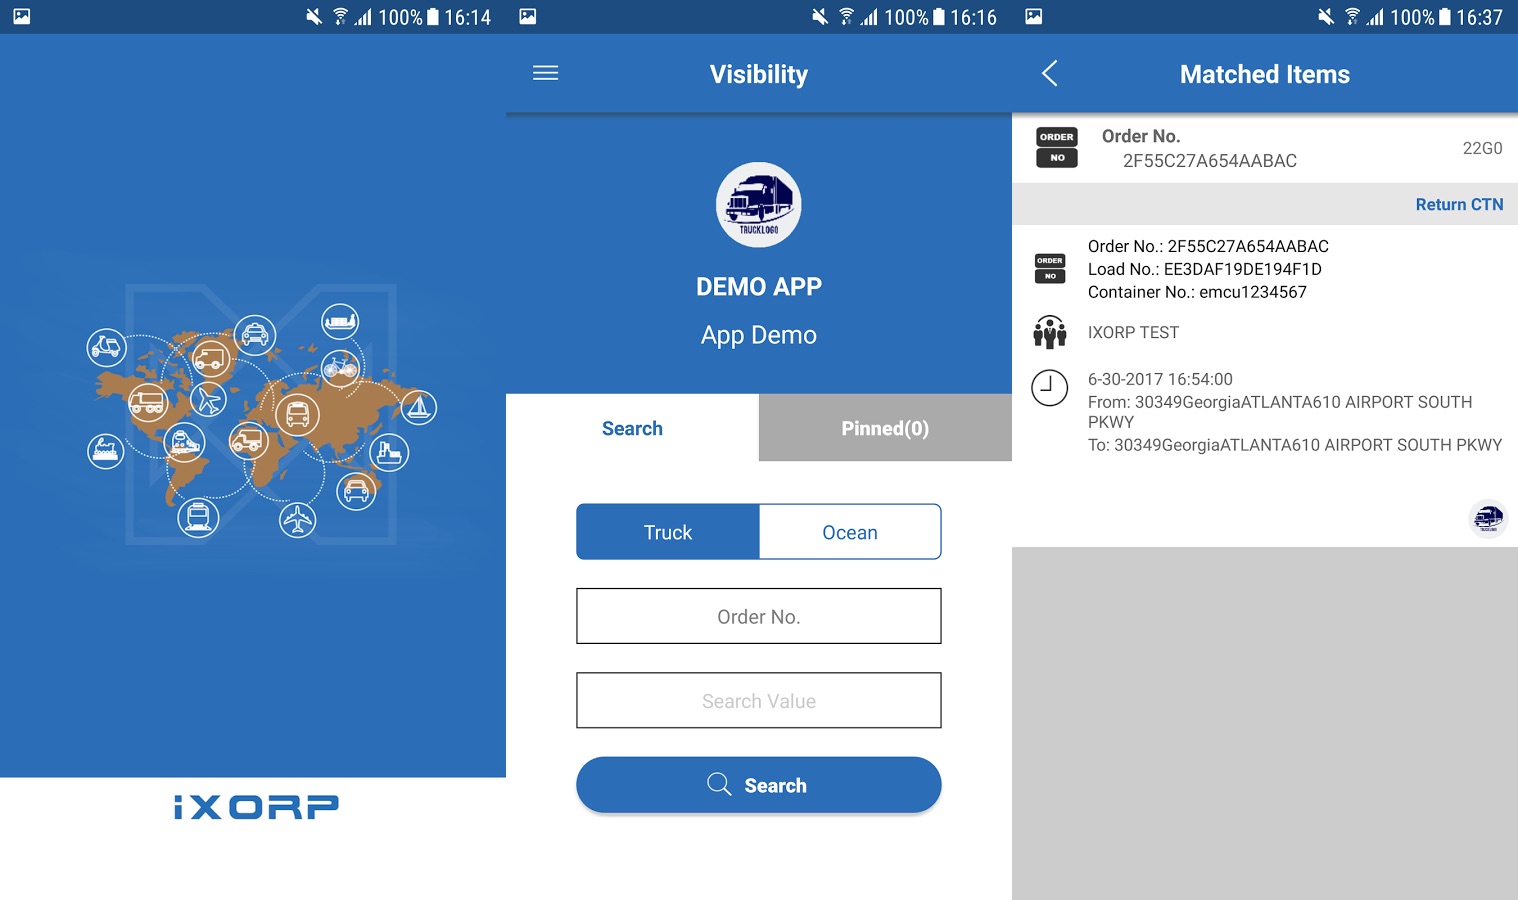 100% 16:14
iXORP
100% 16:16
Visibility
TRUCKLOGO
DEMO APP
App Demo
Search
Pinned(0)
Truck
Ocean
Order No.
Search Value
Search
100% 16:37
Matched Items
ORDER
NO
Order No.
2F55C27A654AABAC
22G0
Return CTN
ORDER
NO
Order No.: 2F55C27A654AABAC
Load No.: EE3DAF19DE194F1D
Container No.: emcu1234567
IXORP TEST
6-30-2017 16:54:00
From: 30349GeorgiaATLANTA610 AIRPORT SOUTH
PKWY
To: 30349GeorgiaATLANTA610 AIRPORT SOUTH PKWY